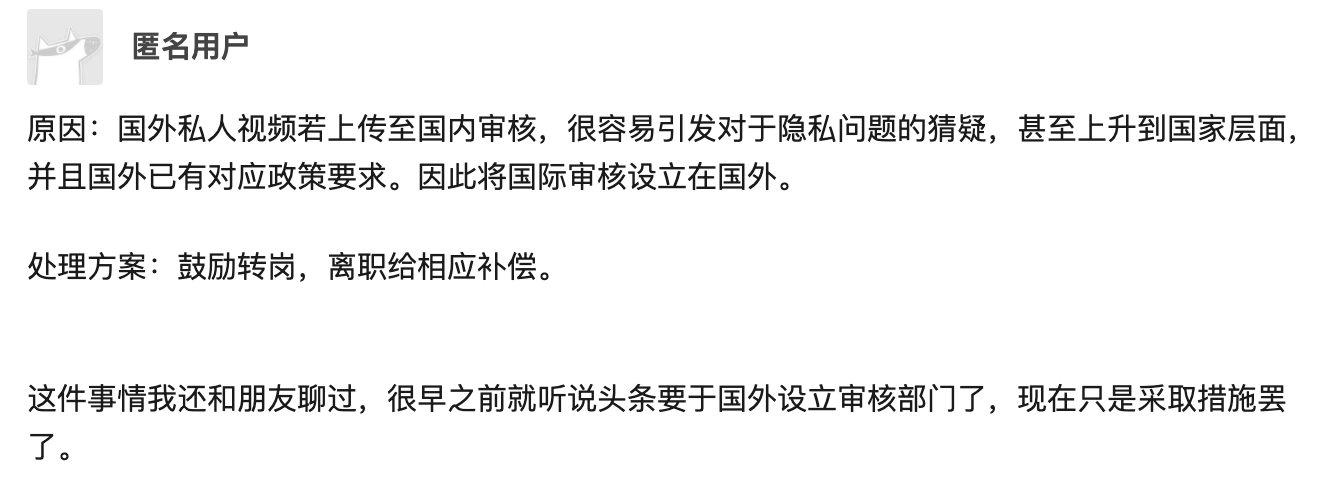 匿名用户
原因：国外私人视频若上传至国内审核，很容易引发对于隐私问题的猜疑，甚至上升到国家层面，
并且国外已有对应政策要求。因此将国际审核设立在国外。
处理方案：鼓励转岗，离职给相应补偿。
这件事情我还和朋友聊过，很早之前就听说头条要于国外设立审核部门了，现在只是采取措施罢
了。